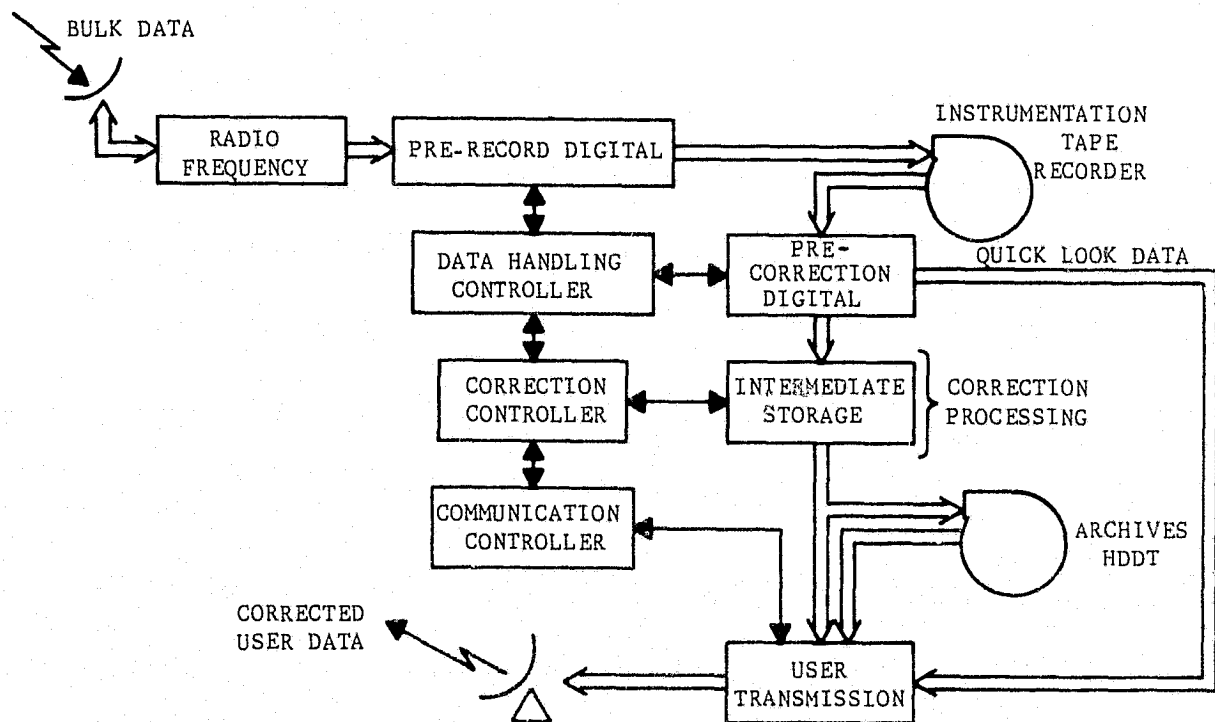 BULK DATA
RADIO
FREQUENCY
PRE-RECORD DIGITAL
INSTRUMENTATION
TAPE
RECORDER
DATA HANDLING
CONTROLLER
PRE-
CORRECTION
DIGITAL
QUICK LOOK DATA
CORRECTION
CONTROLLER
INTERMEDIATE
STORAGE
CORRECTION
PROCESSING
COMMUNICATION
CONTROLLER
ARCHIVES
HDDT
CORRECTED
USER DATA
USER
TRANSMISSION